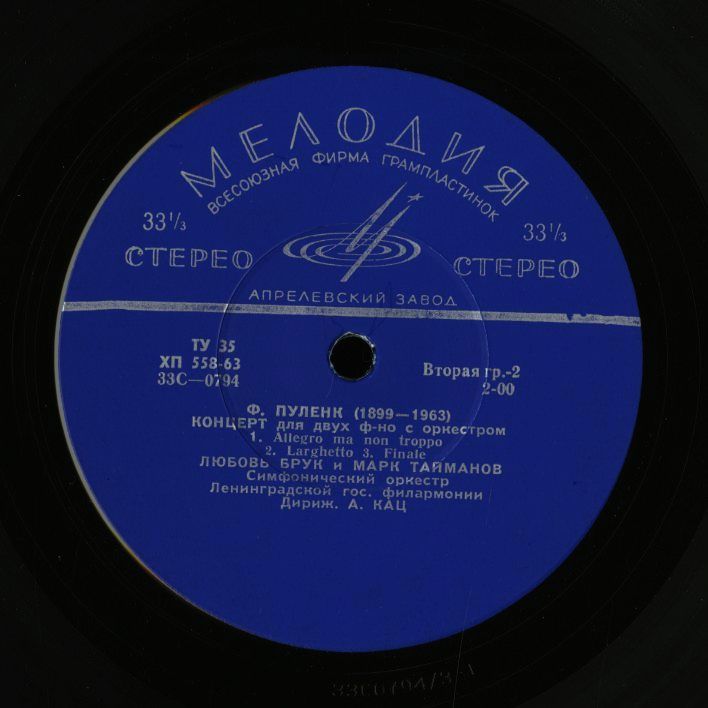 МЕЛОДИЯ
ВСЕСОЮЗНАЯ ФИРМА ГРАМПЛАСТИНОК
33⅓ 33⅓
СТЕРЕО СТЕРЕО
АПРЕЛЕВСКИЙ ЗАВОД
ТУ 35
ХП 558-63
33С—0794
Вторая гр.-2
2-00
Ф. ПУЛЕНК (1899—1963)
КОНЦЕРТ для двух ф-но с оркестром
1. Allegro ma non troppo
2. Larghetto 3. Finale
ЛЮБОВЬ БРУК и МАРК ТАЙМАНОВ
Симфонический оркестр
Ленинградской гос. филармонии
Дириж. А. КАЦ